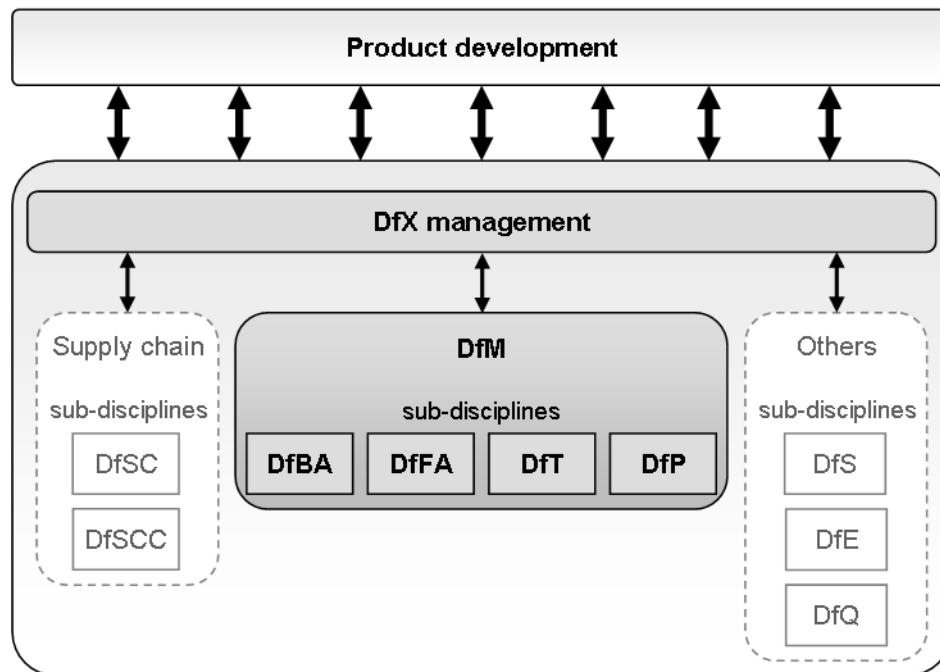 Product development
DfX management
Supply chain
sub-disciplines
DfSC
DfSCC
DfM
sub-disciplines
DfBA
DfFA
DfT
DfP
Others
sub-disciplines
DfS
DfE
DfQ